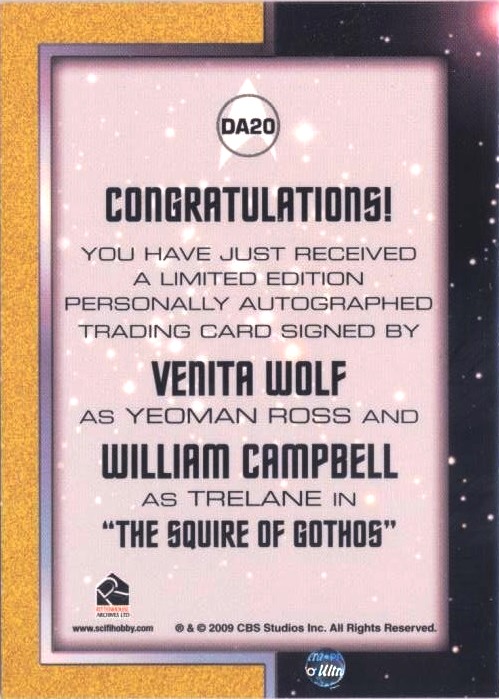 DA20
CONGRATULATIONS!
YOU HAVE JUST RECEIVED
A LIMITED EDITION
PERSONALLY AUTOGRAPHED
TRADING CARD SIGNED BY
VENITA WOLF
AS YEOMAN ROSS AND
WILLIAM CAMPBELL
AS TRELANE IN
"THE SQUIRE OF GOTHOS"
RITTENHOUSE
ARCHIVES LTD
www.scifihobby.com ® & © 2009 CBS Studios Inc. All Rights Reserved.